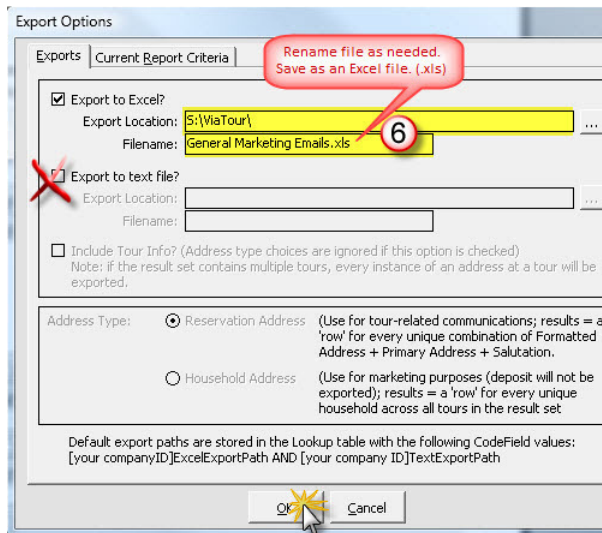 Export Options
Exports
Current Report Criteria
Rename file as needed.
Save as an Excel file. (.xls)
Export to Excel?
Export Location: S:\ViaTour\
...
Filename: General Marketing Emails.xls
6
Export to text file?
Export Location:
...
Filename:
Include Tour Info? (Address type choices are ignored if this option is checked)
Note: if the result set contains multiple tours, every instance of an address at a tour will be
exported.
Address Type:
Reservation Address
(Use for tour-related communications; results = a
'row' for every unique combination of Formatted
Address + Primary Address + Salutation.
Household Address
(Use for marketing purposes (deposit will not be
exported); results = a 'row' for every unique
household across all tours in the result set
Default export paths are stored in the Lookup table with the following CodeField values:
[your companyID]ExcelExportPath AND [your company ID]TextExportPath
OK
Cancel